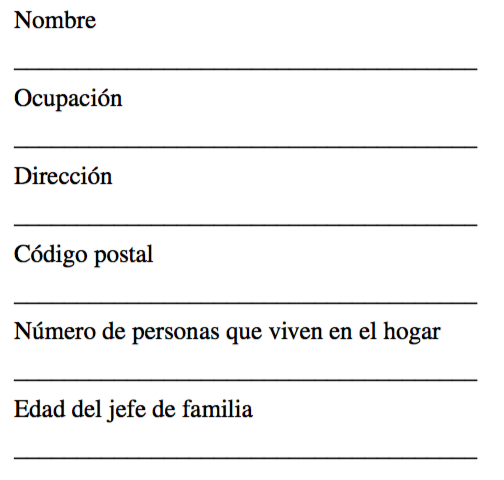 Nombre
Ocupación
Dirección
Código postal
Número de personas que viven en el hogar
Edad del jefe de familia